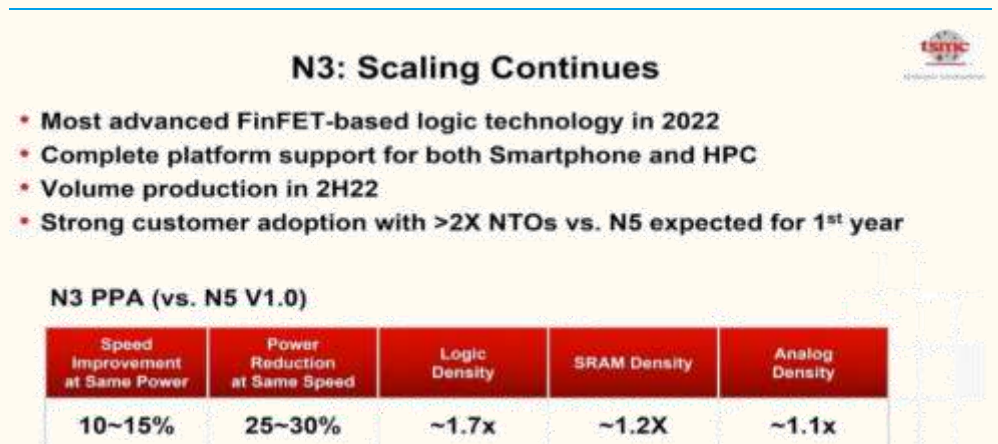 tsmc
N3: Scaling Continues
• Most advanced FinFET-based logic technology in 2022
• Complete platform support for both Smartphone and HPC
• Volume production in 2H22
• Strong customer adoption with >2X NTOs vs. N5 expected for 1st year
N3 PPA (vs. N5 V1.0)
Speed
Improvement
at Same Power
Power
Reduction
at Same Speed
Logic
Density
SRAM Density
Analog
Density
10~15%
25~30%
~1.7x
~1.2X
~1.1x